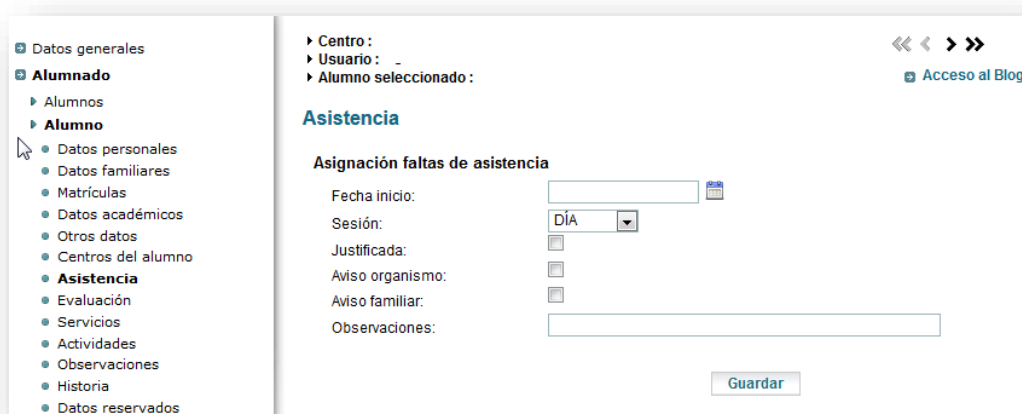 Datos generales
Alumnado
Alumnos
Alumno
Datos personales
Datos familiares
Matrículas
Datos académicos
Otros datos
Centros del alumno
Asistencia
Evaluación
Servicios
Actividades
Observaciones
Historia
Datos reservados
Centro :
Usuario : -
Alumno seleccionado :
Acceso al Blog
Asistencia
Asignación faltas de asistencia
Fecha inicio:
Sesión: DÍA
Justificada:
Aviso organismo:
Aviso familiar:
Observaciones:
Guardar